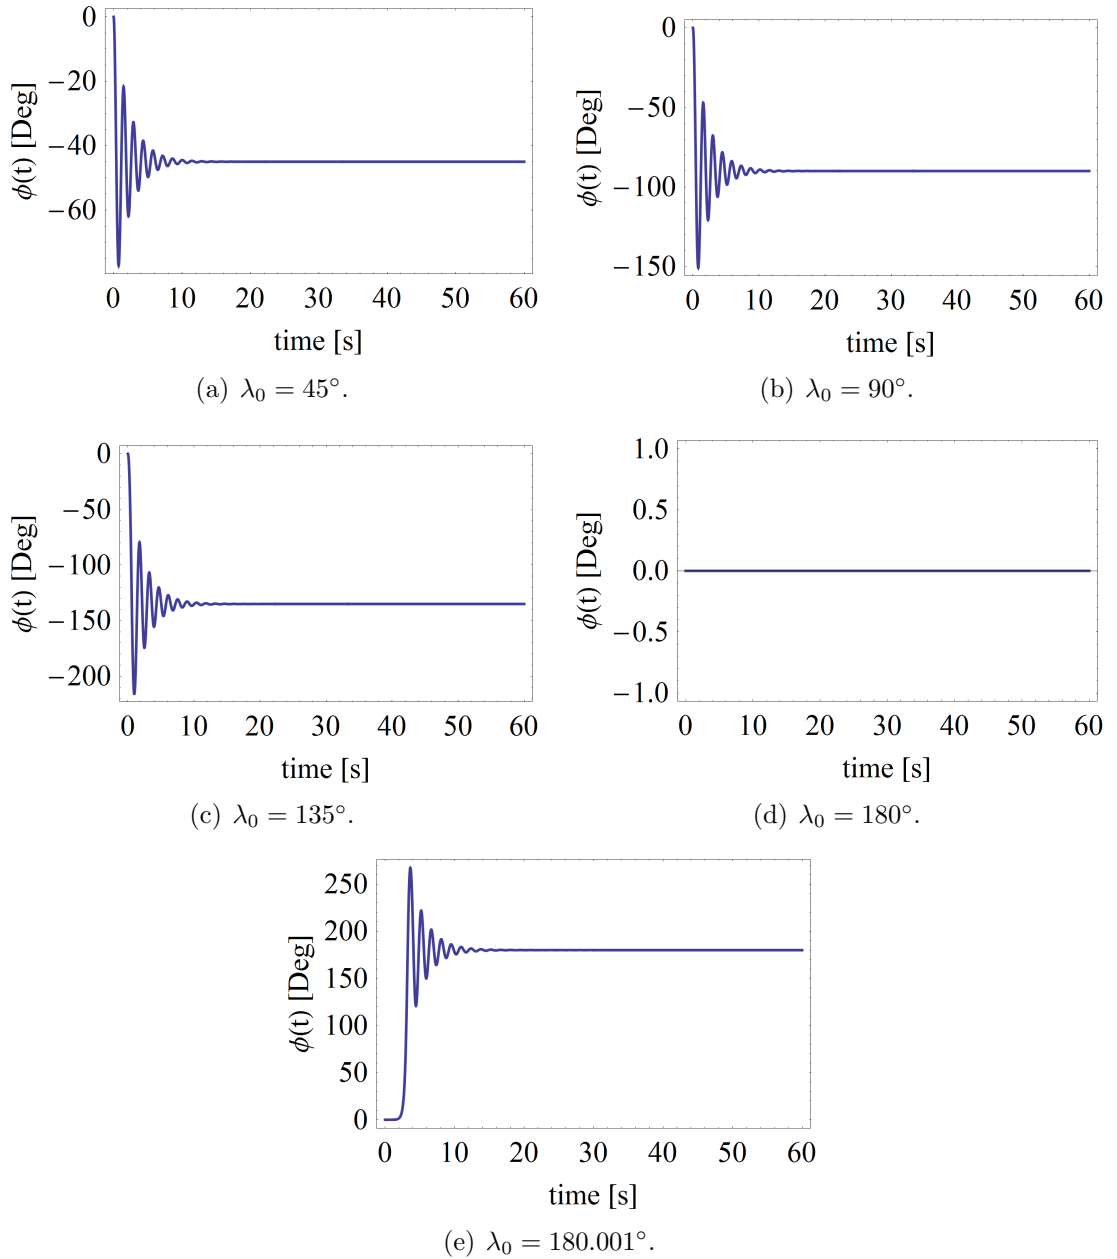 0
−20
−40
−60
ϕ(t) [Deg]
0 10 20 30 40 50 60
time [s]
(a) λ₀ = 45°.
0
−50
−100
−150
ϕ(t) [Deg]
0 10 20 30 40 50 60
time [s]
(b) λ₀ = 90°.
0
−50
−100
−150
−200
ϕ(t) [Deg]
0 10 20 30 40 50 60
time [s]
(c) λ₀ = 135°.
1.0
0.5
0.0
−0.5
−1.0
ϕ(t) [Deg]
0 10 20 30 40 50 60
time [s]
(d) λ₀ = 180°.
250
200
150
100
50
0
ϕ(t) [Deg]
0 10 20 30 40 50 60
time [s]
(e) λ₀ = 180.001°.